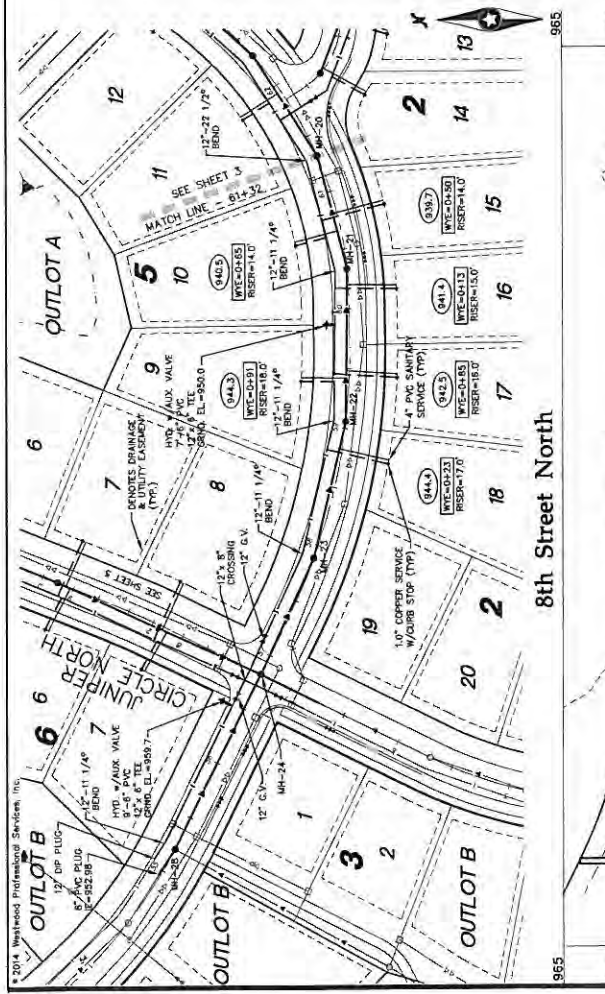 © 2014 Westwood Professional Services, Inc.
OUTLOT B
12" DIP PLUG
8" PVC PLUG
IE=952.98
MH-28
12"-11 1/4°
BEND
6
6
7
HYD. W/AUX. VALVE
9'-6" PVC
12"x 6" TEE
GRND. EL.=959.7
12" G.V.
MH-24
JUNIPER
CIRCLE NORTH
SEE SHEET 5
12"x 8"
CROSSING
12" G.V.
12"-11 1/4°
BEND
MH-23
6
7
DENOTES DRAINAGE
& UTILITY EASEMENT
(TYP.)
8
9
944.3
WYE=0+91
RISER=18.0'
HYD. W/AUX. VALVE
7'-6" PVC
12"x 6" TEE
GRND. EL.=950.0
12"-11 1/4°
BEND
MH-22
OUTLOT A
5
10
940.5
WYE=0+65
RISER=14.0'
12"-11 1/4°
BEND
MH-21
11
SEE SHEET 3
MATCH LINE - 61+32
12
12"-22 1/2°
BEND
MH-20
OUTLOT B
1
3
2
OUTLOT B
19
1.0" COPPER SERVICE
W/CURB STOP (TYP)
20
2
4" PVC SANITARY
SERVICE (TYP)
944.4
WYE=0+23
RISER=17.0'
18
942.5
WYE=0+65
RISER=16.0'
17
941.4
WYE=0+13
RISER=15.0'
16
939.7
WYE=0+50
RISER=14.0'
15
2
14
13
8th Street North
965
965